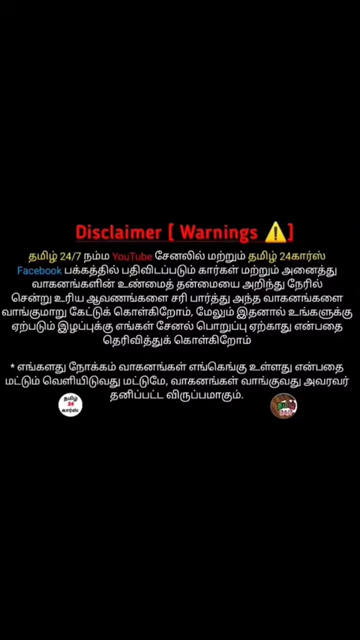 Disclaimer [ Warnings ⚠️]
தமிழ் 24/7 நம்ம YouTube சேனலில் மற்றும் தமிழ் 24கார்ஸ்
Facebook பக்கத்தில் பதிவிடப்படும் கார்கள் மற்றும் அனைத்து
வாகனங்களின் உண்மைத் தன்மையை அறிந்து நேரில்
சென்று உரிய ஆவணங்களை சரி பார்த்து அந்த வாகனங்களை
வாங்குமாறு கேட்டுக் கொள்கிறோம், மேலும் இதனால் உங்களுக்கு
ஏற்படும் இழப்புக்கு எங்கள் சேனல் பொறுப்பு ஏற்காது என்பதை
தெரிவித்துக் கொள்கிறோம்
* எங்களது நோக்கம் வாகனங்கள் எங்கெங்கு உள்ளது என்பதை
மட்டும் வெளியிடுவது மட்டுமே, வாகனங்கள் வாங்குவது அவரவர்
தனிப்பட்ட விருப்பமாகும்.
தமிழ்
24
கார்ஸ்